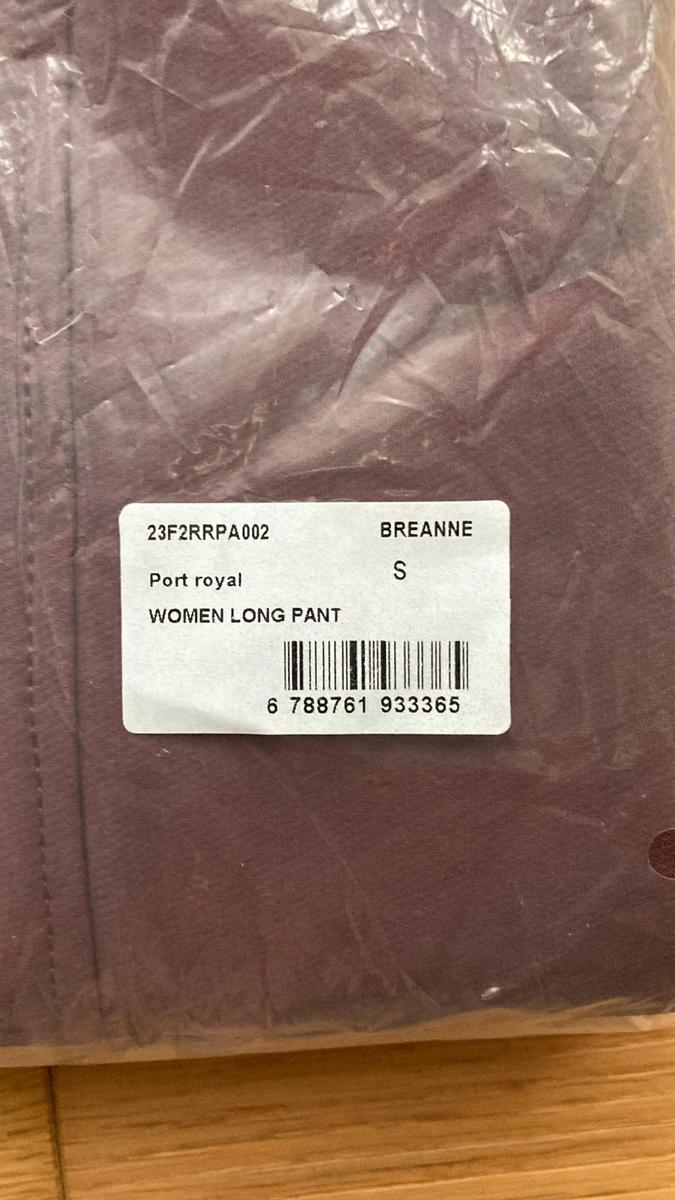 23F2RRPA002 BREANNE
Port royal S
WOMEN LONG PANT
6 788761 933365